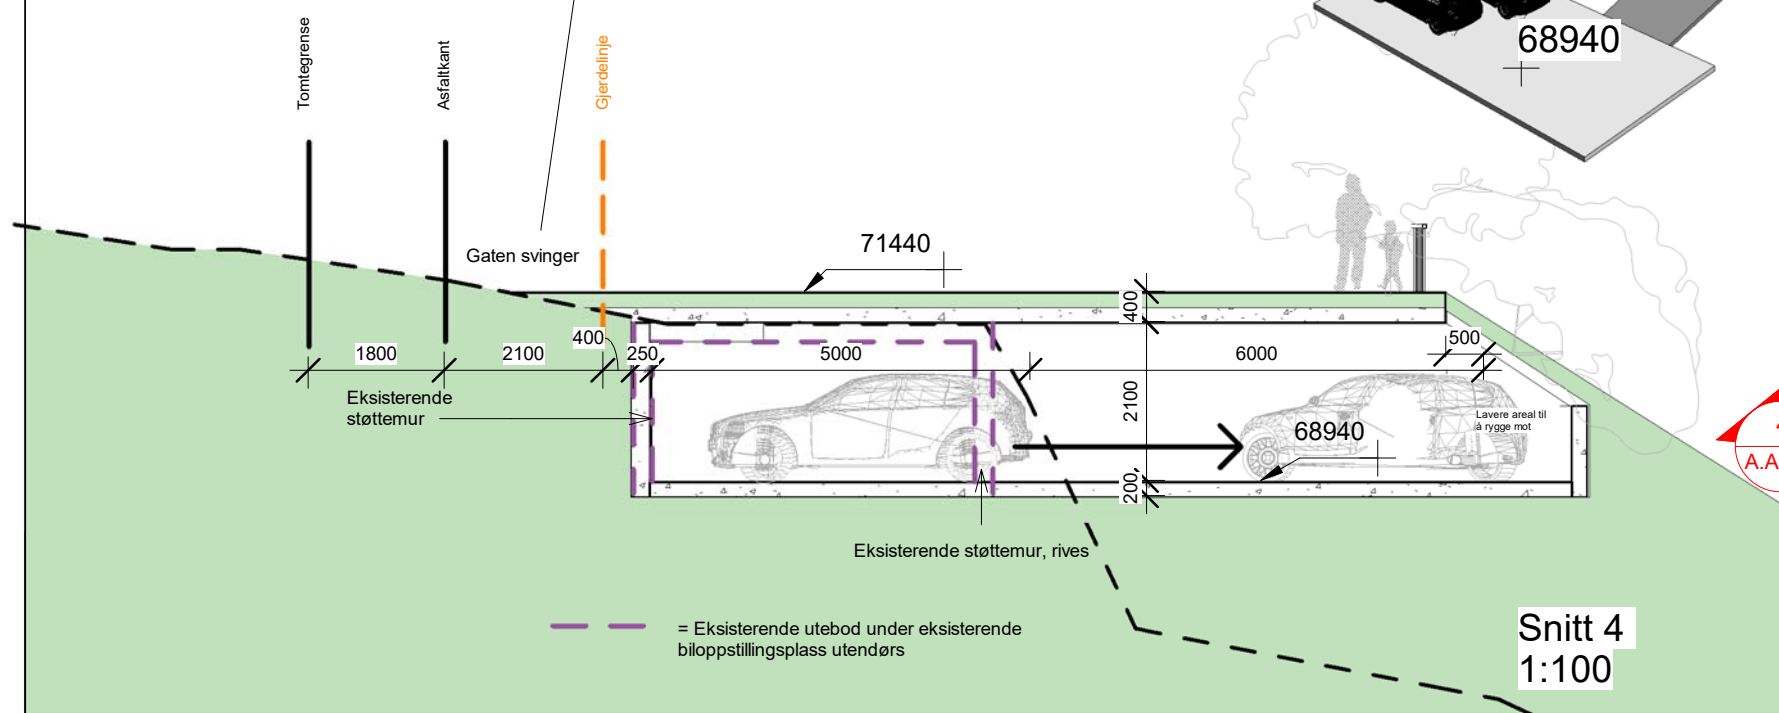 Tomtegrense
Asfaltkant
Gjerdelinje
68940
Gaten svinger
71440
400
400
1800
2100
250
5000
6000
500
Eksisterende
støttemur
2100
68940
Lavere areal til
å rygge mot
200
A.A
Eksisterende støttemur, rives
= Eksisterende utebod under eksisterende
biloppstillingsplass utendørs
Snitt 4
1:100